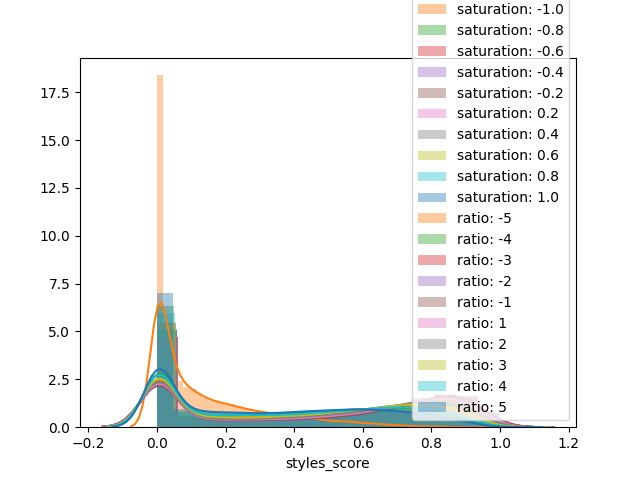 saturation: -1.0
saturation: -0.8
saturation: -0.6
saturation: -0.4
saturation: -0.2
saturation: 0.2
saturation: 0.4
saturation: 0.6
saturation: 0.8
saturation: 1.0
ratio: -5
ratio: -4
ratio: -3
ratio: -2
ratio: -1
ratio: 1
ratio: 2
ratio: 3
ratio: 4
ratio: 5
17.5
15.0
12.5
10.0
7.5
5.0
2.5
0.0
−0.2 0.0 0.2 0.4 0.6 0.8 1.0 1.2
styles_score